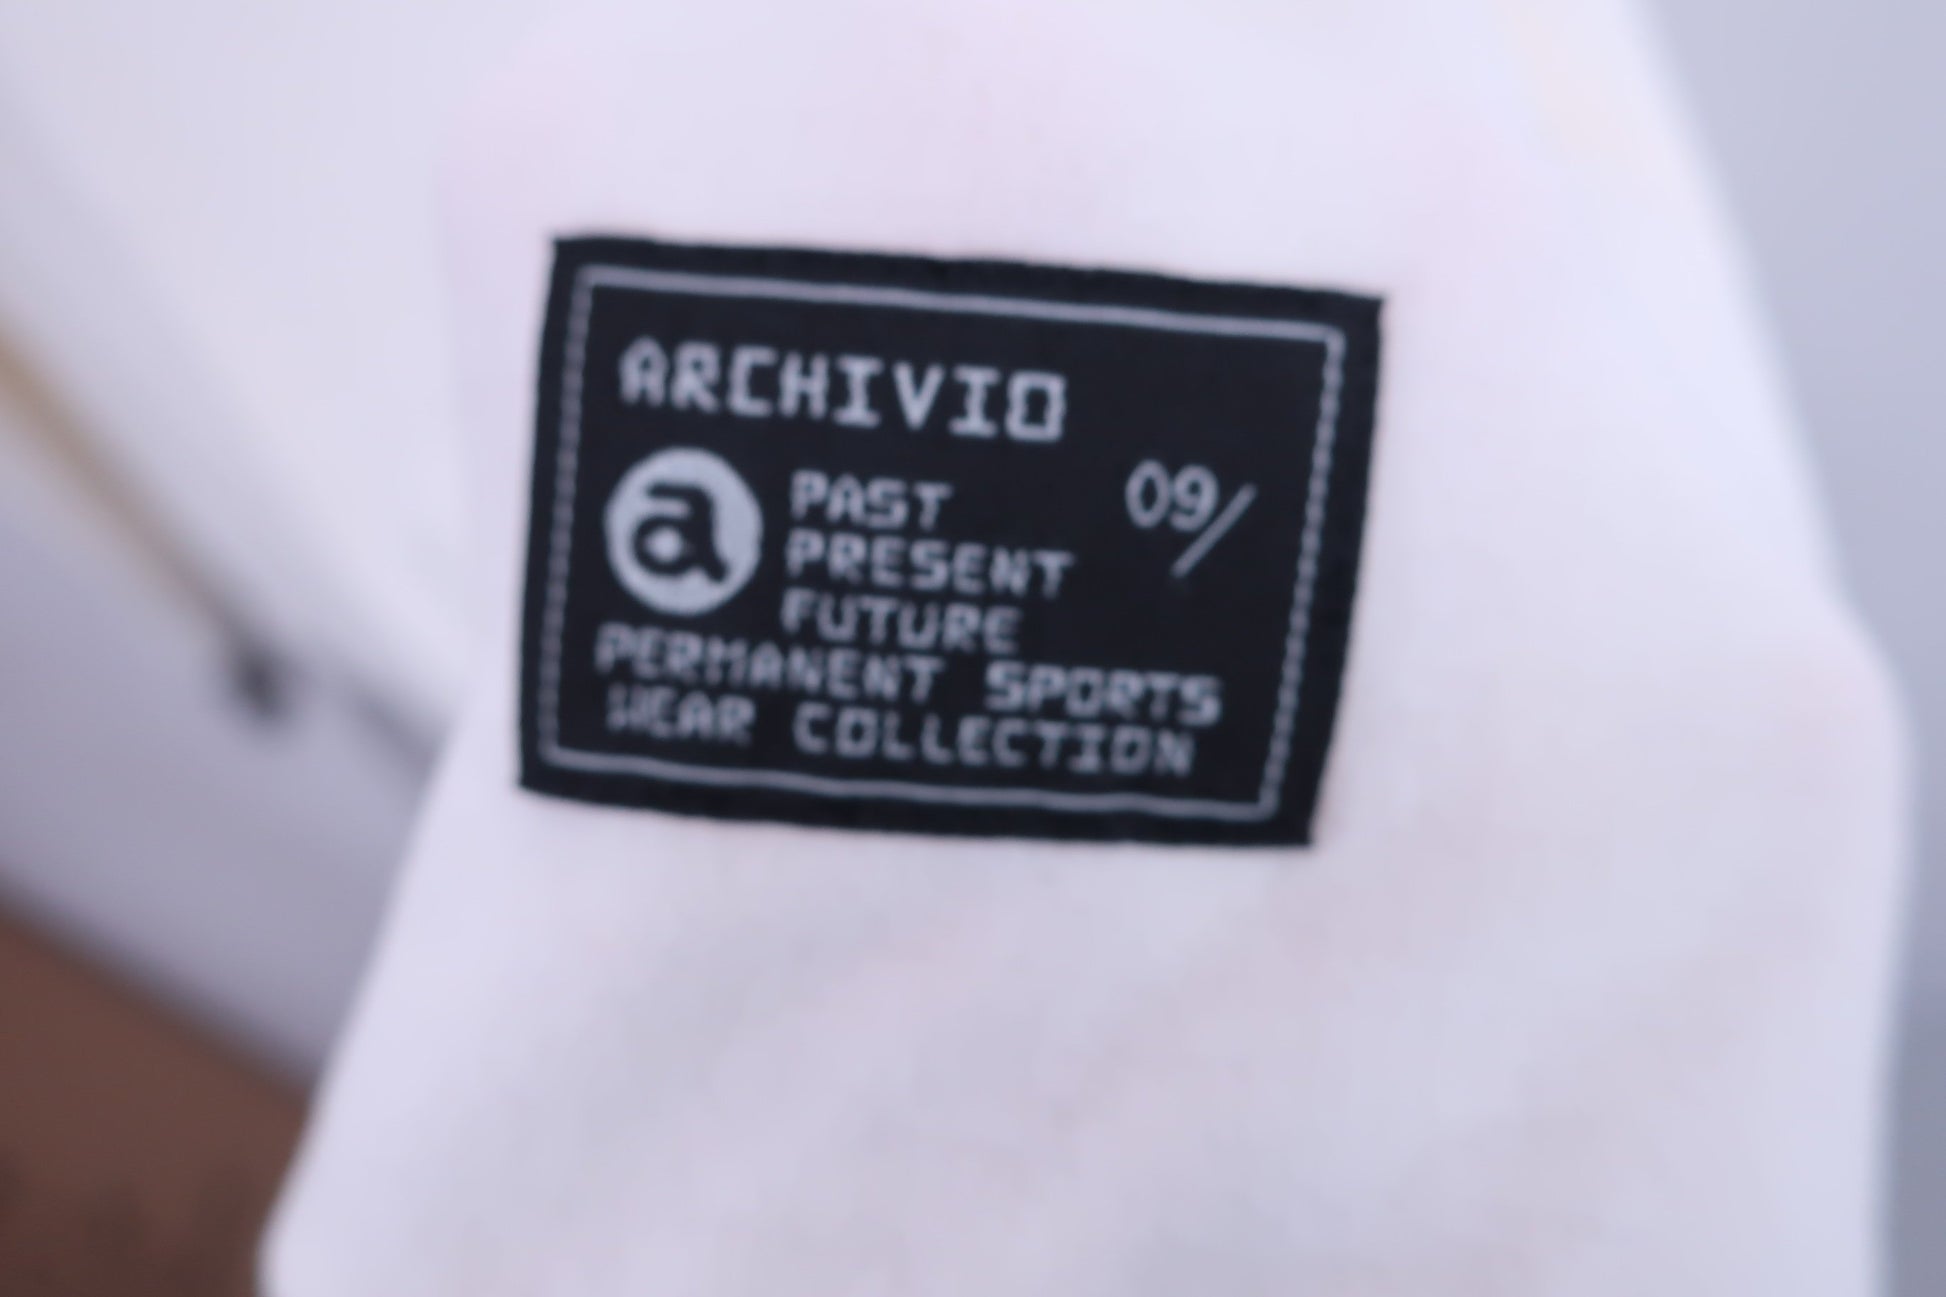 ARCHIVIO
a
PAST
PRESENT
FUTURE
09/
PERMANENT SPORTS
WEAR COLLECTION